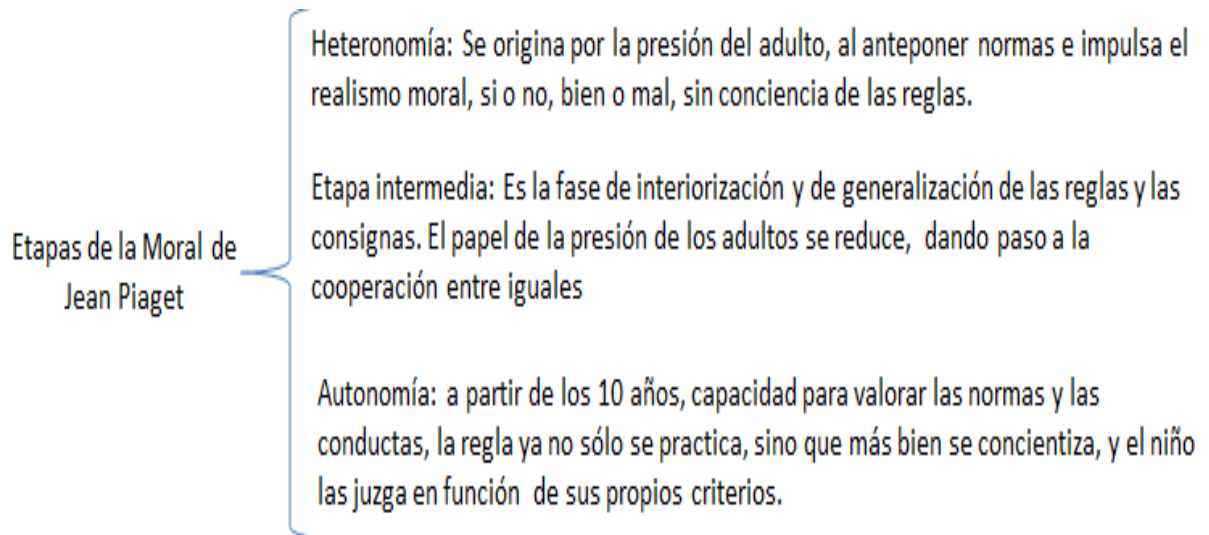 Etapas de la Moral de
Jean Piaget
Heteronomía: Se origina por la presión del adulto, al anteponer normas e impulsa el
realismo moral, si o no, bien o mal, sin conciencia de las reglas.
Etapa intermedia: Es la fase de interiorización y de generalización de las reglas y las
consignas. El papel de la presión de los adultos se reduce, dando paso a la
cooperación entre iguales
Autonomía: a partir de los 10 años, capacidad para valorar las normas y las
conductas, la regla ya no sólo se practica, sino que más bien se concientiza, y el niño
las juzga en función de sus propios criterios.